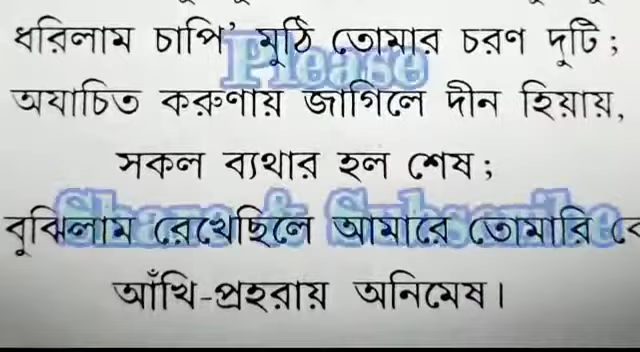 ধরিলাম চাপি’ মুঠি তোমার চরণ দুটি ;
Please
অযাচিত করুণায় জাগিলে দীন হিয়ায়,
সকল ব্যথার হল শেষ ;
Share & Subscribe
বুঝিলাম রেখেছিলে আমারে তোমারি
আঁখি-প্রহরায় অনিমেষ।